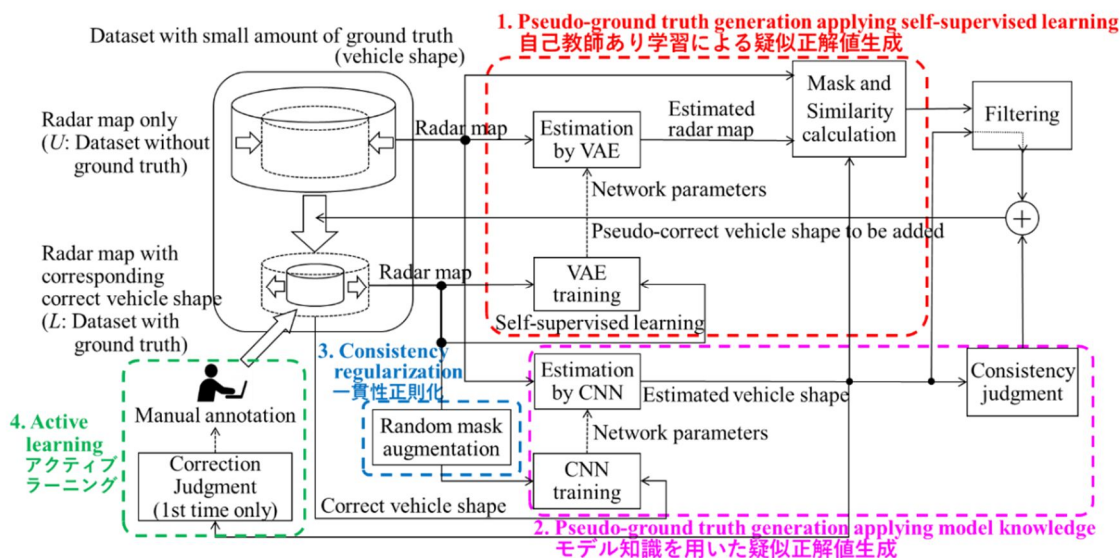 1. Pseudo-ground truth generation applying self-supervised learning
自己教師あり学習による疑似正解値生成
Dataset with small amount of ground truth
(vehicle shape)
Radar map only
(U: Dataset without
ground truth)
Radar map
Estimation
by VAE
Estimated
radar map
Mask and
Similarity
calculation
Filtering
Network parameters
+
Pseudo-correct vehicle shape to be added
Radar map with
corresponding
correct vehicle shape
(L: Dataset with
ground truth)
Radar map
VAE
training
Self-supervised learning
3. Consistency
regularization
一貫性正則化
Estimation
by CNN
Estimated vehicle shape
Consistency
judgment
Manual annotation
4. Active
learning
アクティブ
ラーニング
Random mask
augmentation
Network parameters
Correction
Judgment
(1st time only)
CNN
training
Correct vehicle shape
2. Pseudo-ground truth generation applying model knowledge
モデル知識を用いた疑似正解値生成